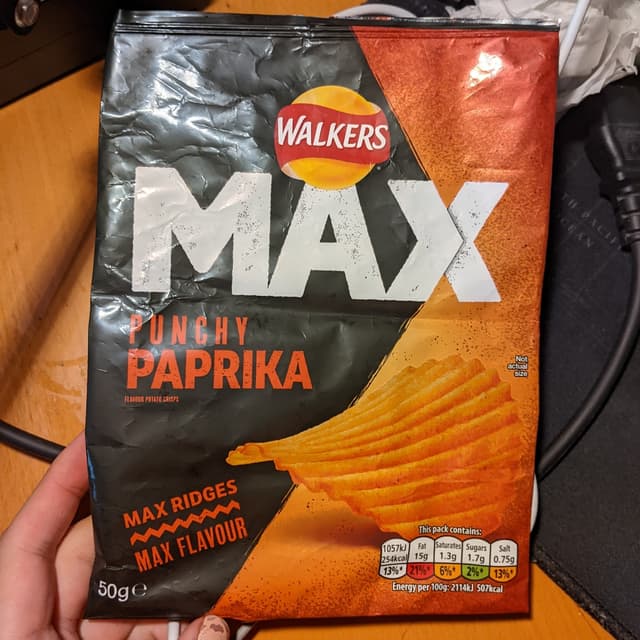 WALKERS
MAX
PUNCHY
PAPRIKA
FLAVOUR POTATO CRISPS
Not
actual
size
MAX RIDGES
MAX FLAVOUR
50g℮
This pack contains:
1057kJ
254kcal
13%*
Fat
15g
21%*
Saturates
1.3g
6%*
Sugars
1.7g
2%*
Salt
0.75g
13%*
Energy per 100g: 2114kJ 507kcal